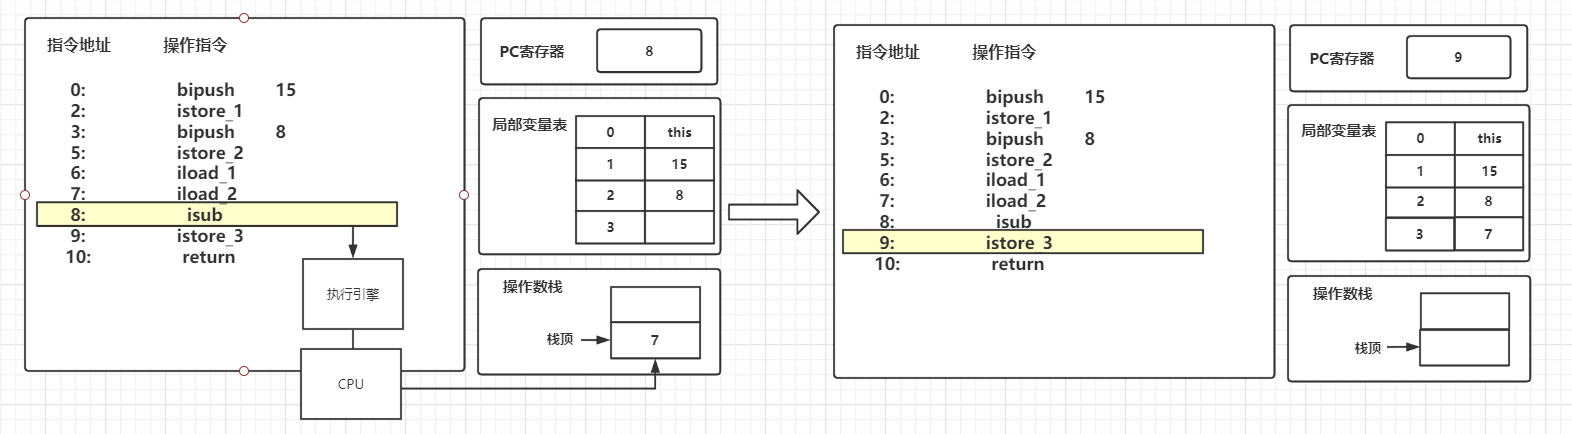 指令地址 操作指令
0: bipush 15
2: istore_1
3: bipush 8
5: istore_2
6: iload_1
7: iload_2
8: isub
9: istore_3
10: return
执行引擎
CPU
PC寄存器 8
局部变量表
0 this
1 15
2 8
3
操作数栈
栈顶 7
指令地址 操作指令
0: bipush 15
2: istore_1
3: bipush 8
5: istore_2
6: iload_1
7: iload_2
8: isub
9: istore_3
10: return
PC寄存器 9
局部变量表
0 this
1 15
2 8
3 7
操作数栈
栈顶